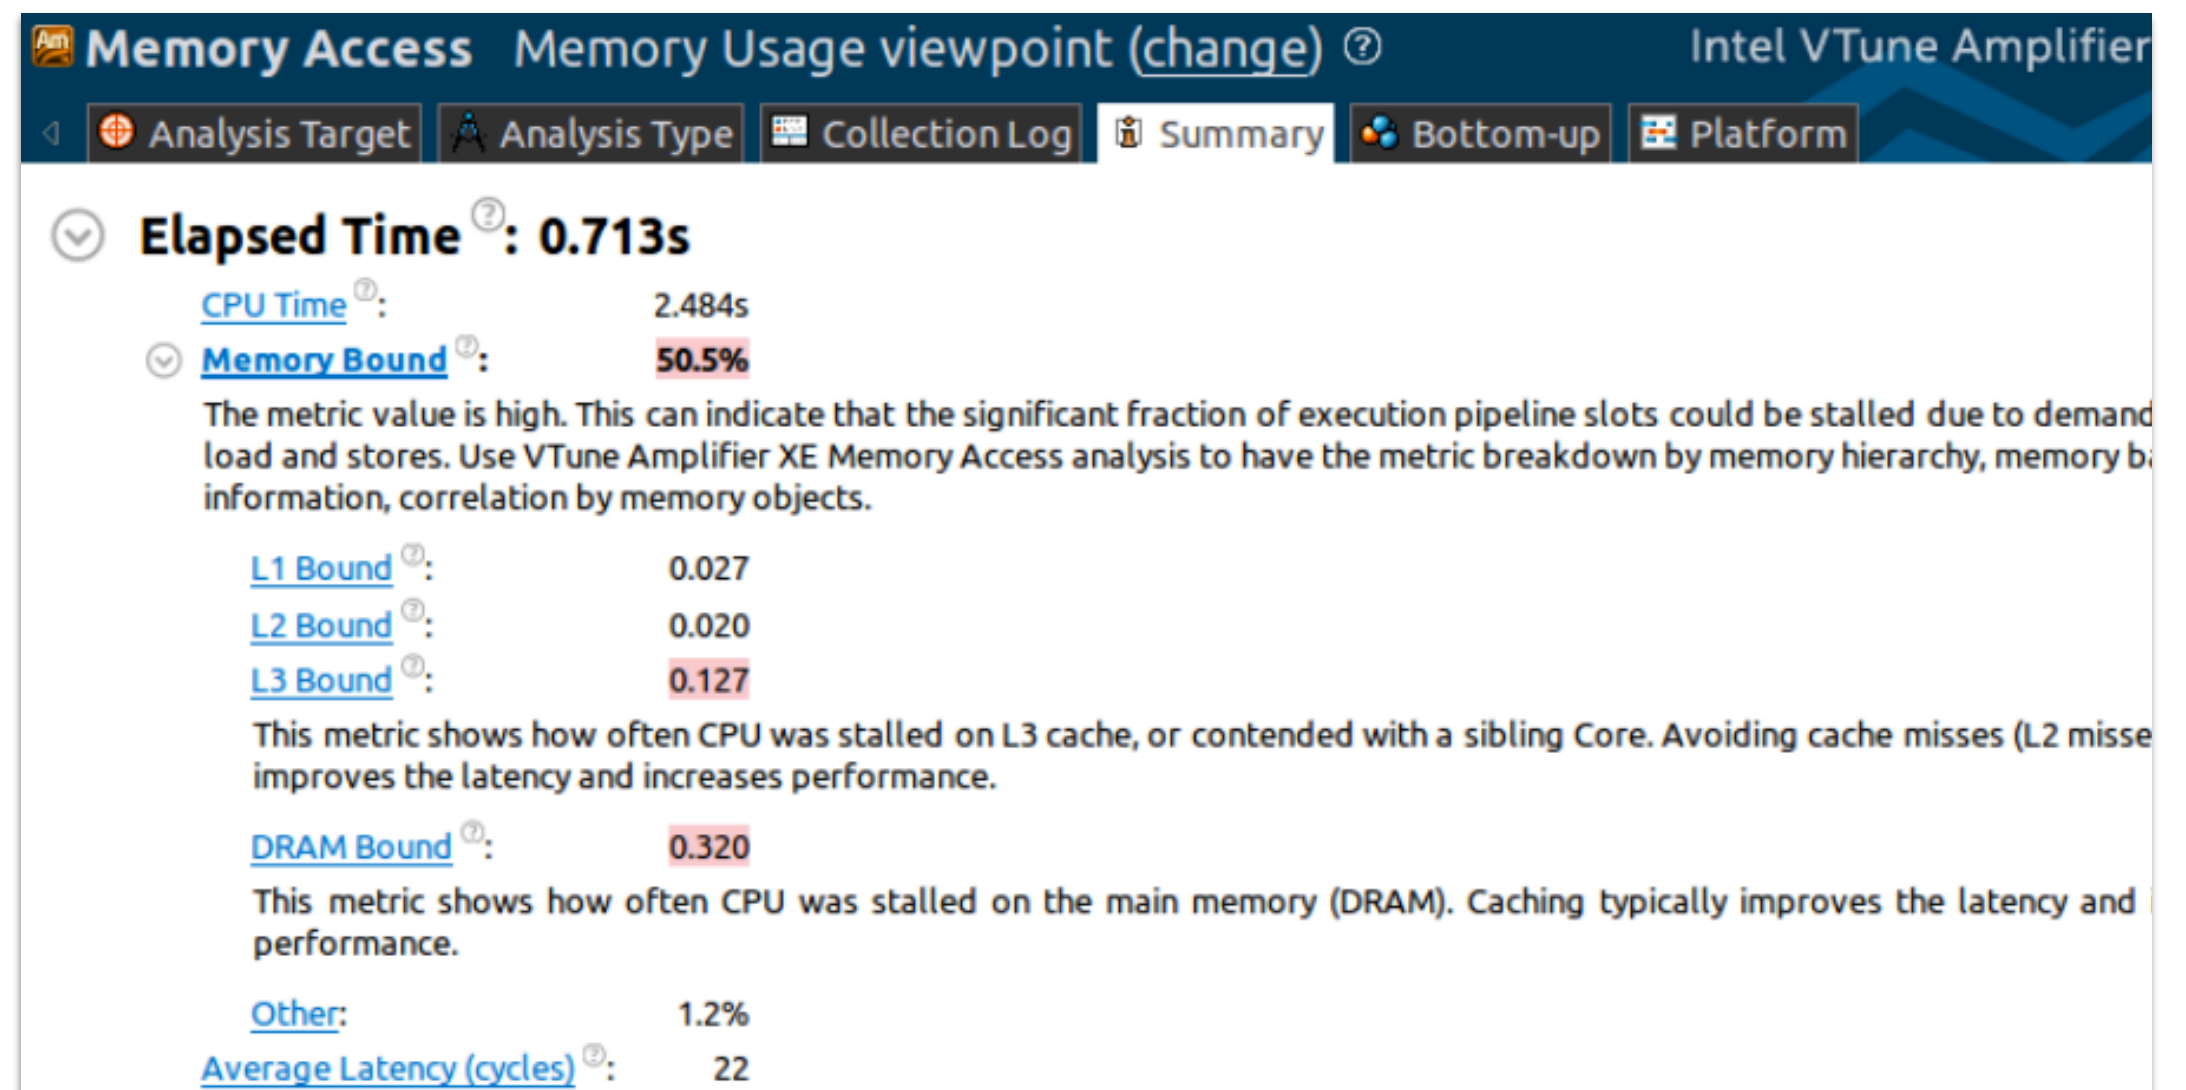 Memory Access Memory Usage viewpoint (change) Intel VTune Amplifier
Analysis Target Analysis Type Collection Log Summary Bottom-up Platform
Elapsed Time: 0.713s
CPU Time: 2.484s
Memory Bound: 50.5%
The metric value is high. This can indicate that the significant fraction of execution pipeline slots could be stalled due to demand
load and stores. Use VTune Amplifier XE Memory Access analysis to have the metric breakdown by memory hierarchy, memory
information, correlation by memory objects.
L1 Bound: 0.027
L2 Bound: 0.020
L3 Bound: 0.127
This metric shows how often CPU was stalled on L3 cache, or contended with a sibling Core. Avoiding cache misses (L2 misse
improves the latency and increases performance.
DRAM Bound: 0.320
This metric shows how often CPU was stalled on the main memory (DRAM). Caching typically improves the latency and
performance.
Other: 1.2%
Average Latency (cycles): 22